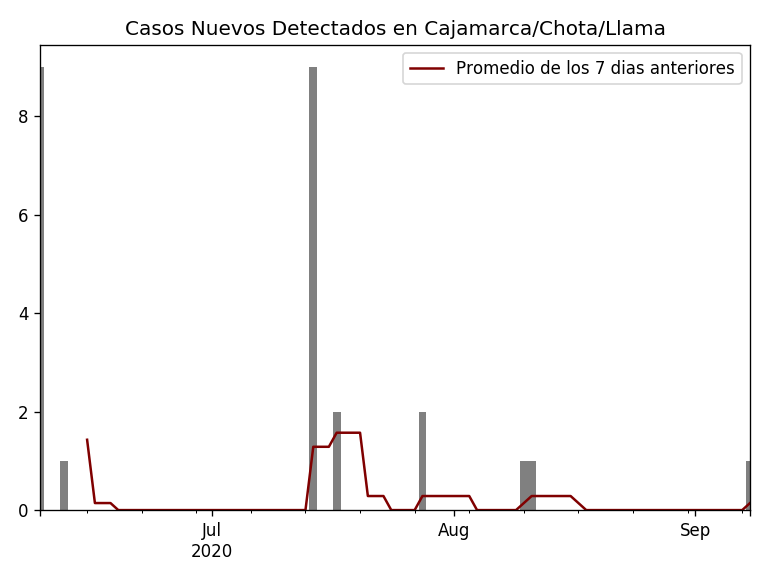 Casos Nuevos Detectados en Cajamarca/Chota/Llama
Promedio de los 7 dias anteriores
8
6
4
2
0
Jul
2020
Aug
Sep